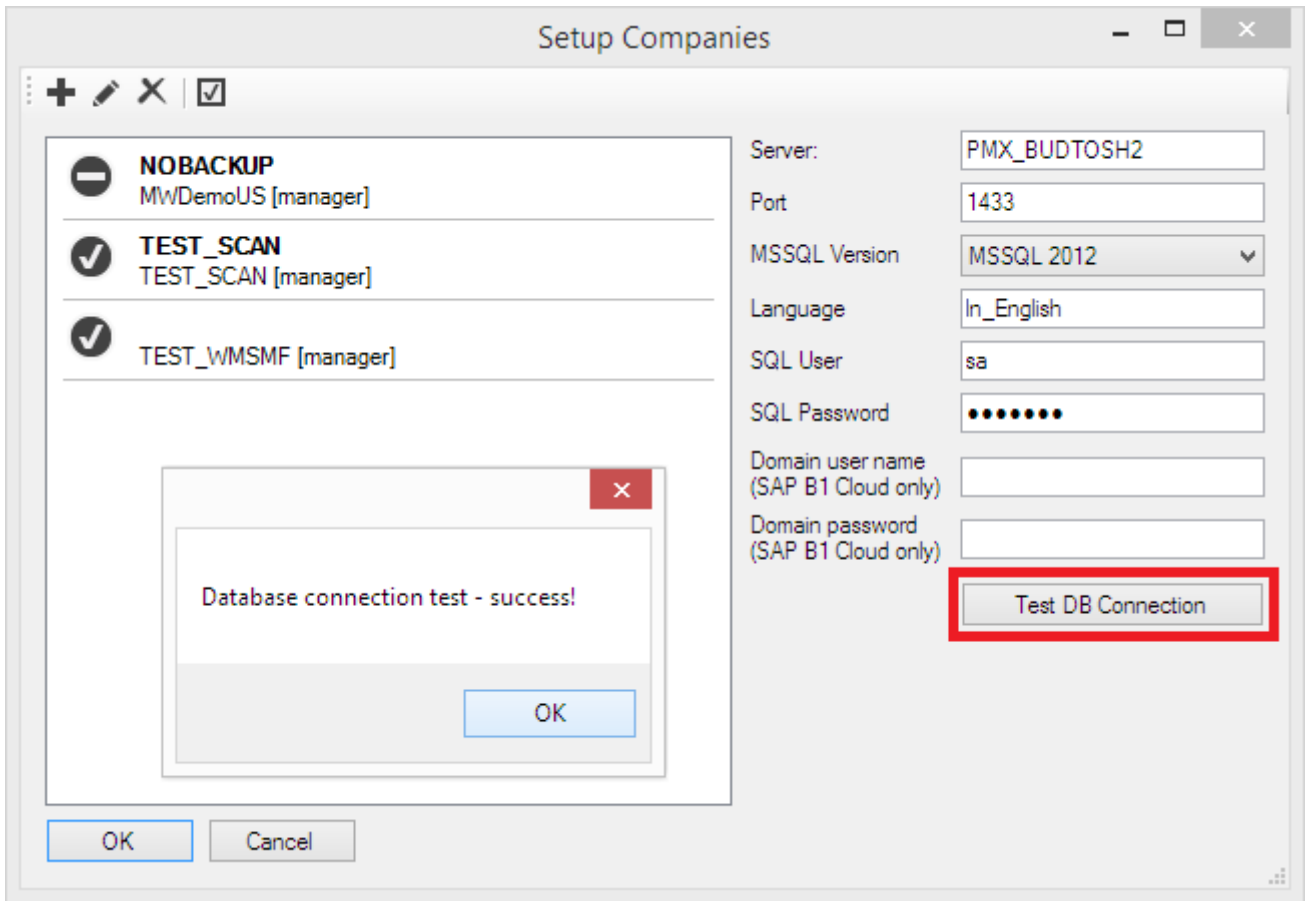 Setup Companies
NOBACKUP
MWDemoUS [manager]
TEST_SCAN
TEST_SCAN [manager]
TEST_WMSMF [manager]
Database connection test - success!
OK
OK
Cancel
Server:
PMX_BUDTOSH2
Port
1433
MSSQL Version
MSSQL 2012
Language
ln_English
SQL User
sa
SQL Password
●●●●●●●
Domain user name
(SAP B1 Cloud only)
Domain password
(SAP B1 Cloud only)
Test DB Connection